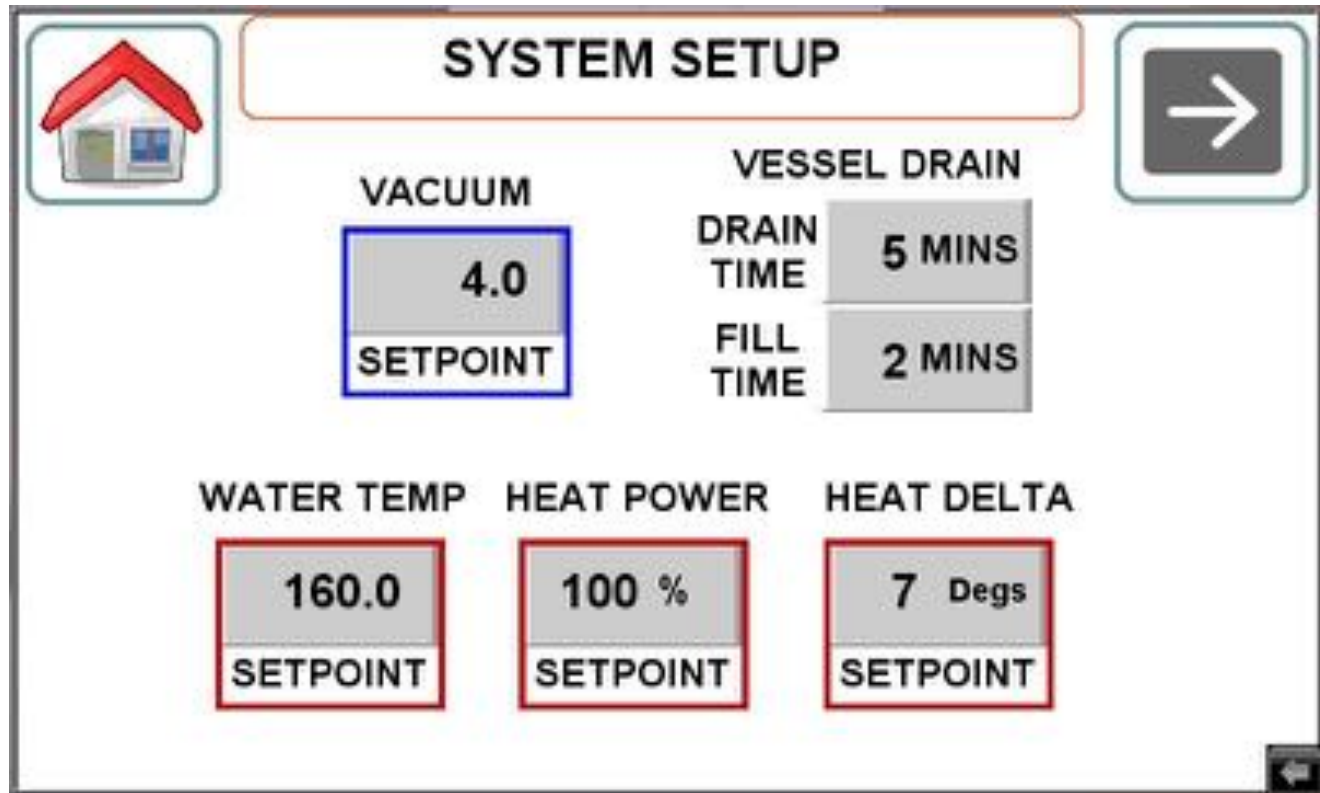 SYSTEM SETUP
VACUUM
4.0
SETPOINT
VESSEL DRAIN
DRAIN
TIME
5 MINS
FILL
TIME
2 MINS
WATER TEMP
160.0
SETPOINT
HEAT POWER
100 %
SETPOINT
HEAT DELTA
7 Degs
SETPOINT